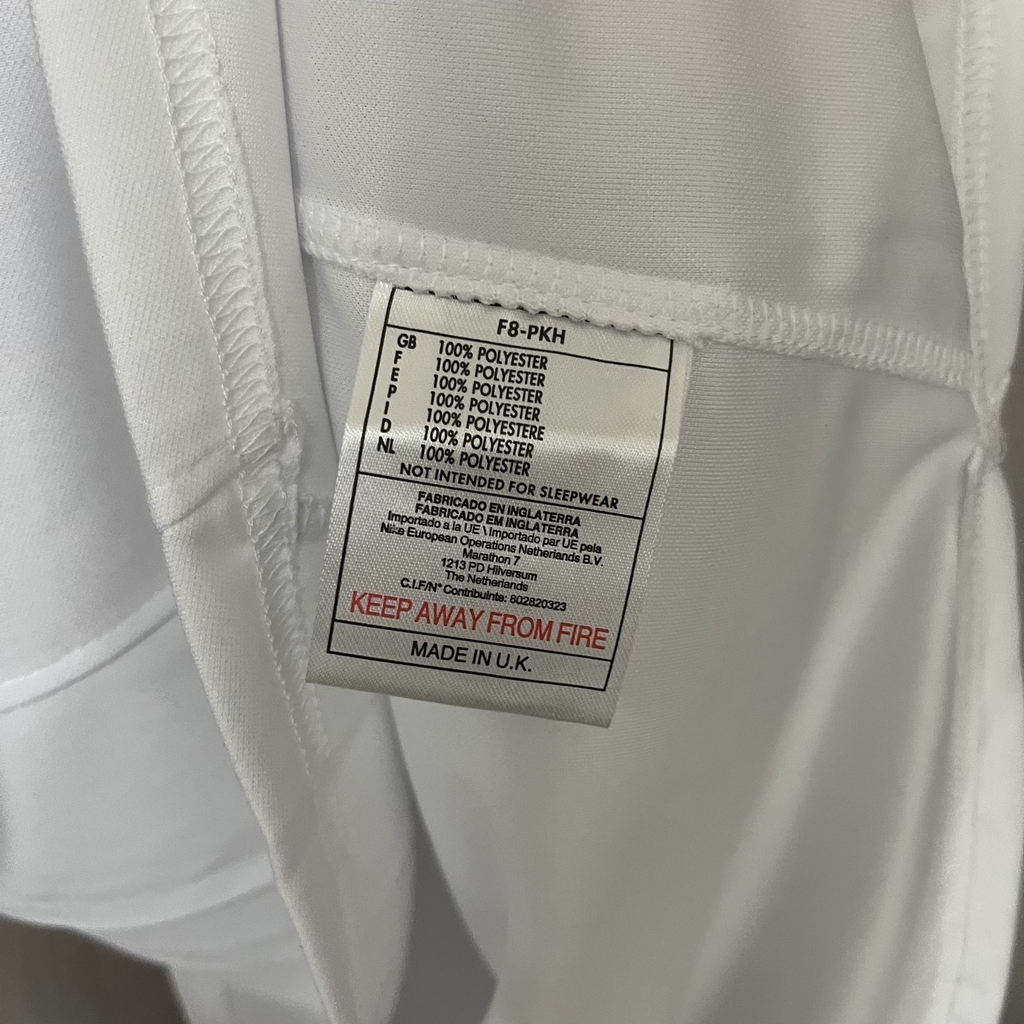 F8-PKH
GB 100% POLYESTER
F 100% POLYESTER
E 100% POLYESTER
P 100% POLYESTER
I 100% POLYESTERE
D 100% POLYESTER
NL 100% POLYESTER
NOT INTENDED FOR SLEEPWEAR
FABRICADO EN INGLATERRA
FABRICADO EM INGLATERRA
Importado a la UE \ Importado par UE pela
Nike European Operations Netherlands B.V.
Marathon 7
1213 PD Hilversum
The Netherlands
C.I.F/N° Contribuinte: 802820323
KEEP AWAY FROM FIRE
MADE IN U.K.